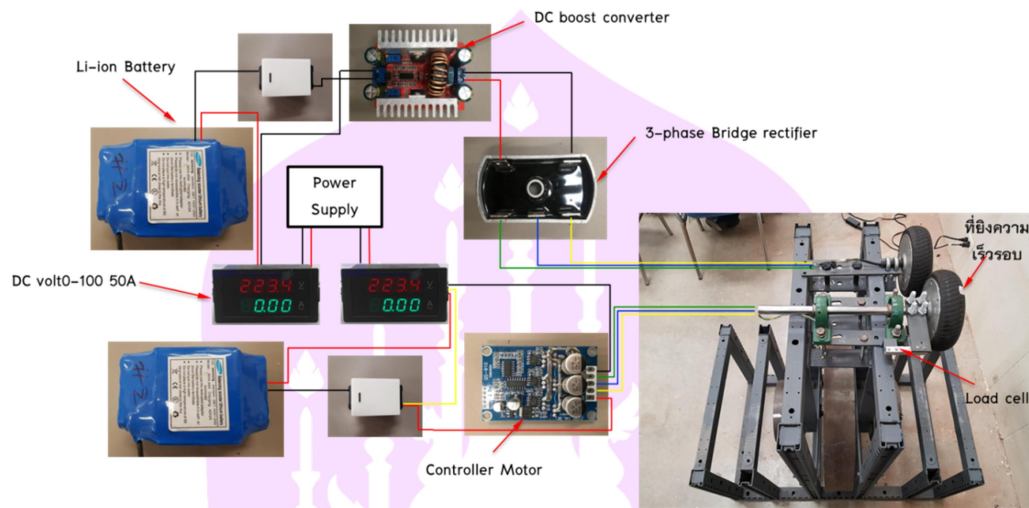 DC boost converter
Li-ion Battery
3-phase Bridge rectifier
Power
Supply
ที่ยิงความ
เร็วรอบ
DC volt0-100 50A
223.4 V
0.00 A
223.4 V
0.00 A
Load cell
Controller Motor